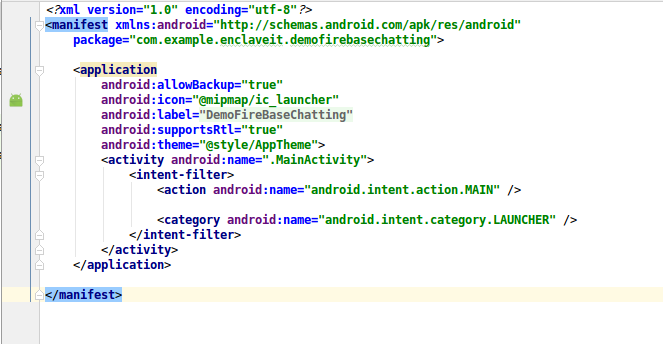 <?xml version="1.0" encoding="utf-8"?>
<manifest xmlns:android="http://schemas.android.com/apk/res/android"
    package="com.example.enclaveit.demofirebasechatting">

    <application
        android:allowBackup="true"
        android:icon="@mipmap/ic_launcher"
        android:label="DemoFireBaseChatting"
        android:supportsRtl="true"
        android:theme="@style/AppTheme">
        <activity android:name=".MainActivity">
            <intent-filter>
                <action android:name="android.intent.action.MAIN" />

                <category android:name="android.intent.category.LAUNCHER" />
            </intent-filter>
        </activity>
    </application>

</manifest>